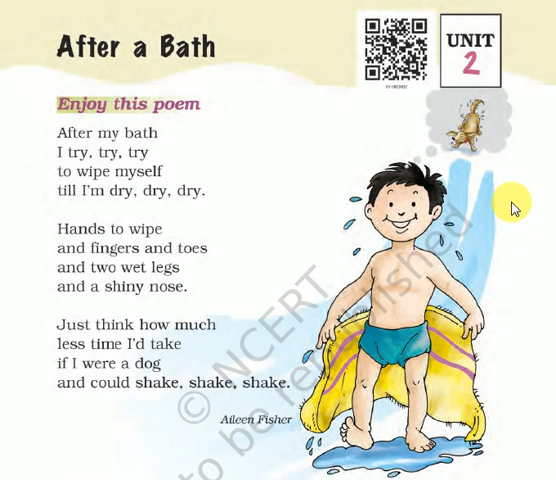 After a Bath
UNIT
2
Enjoy this poem
After my bath
I try, try, try
to wipe myself
till I'm dry, dry, dry.
Hands to wipe
and fingers and toes
and two wet legs
and a shiny nose.
Just think how much
less time I'd take
if I were a dog
and could shake, shake, shake.
Aileen Fisher
© NCERT
to be republished